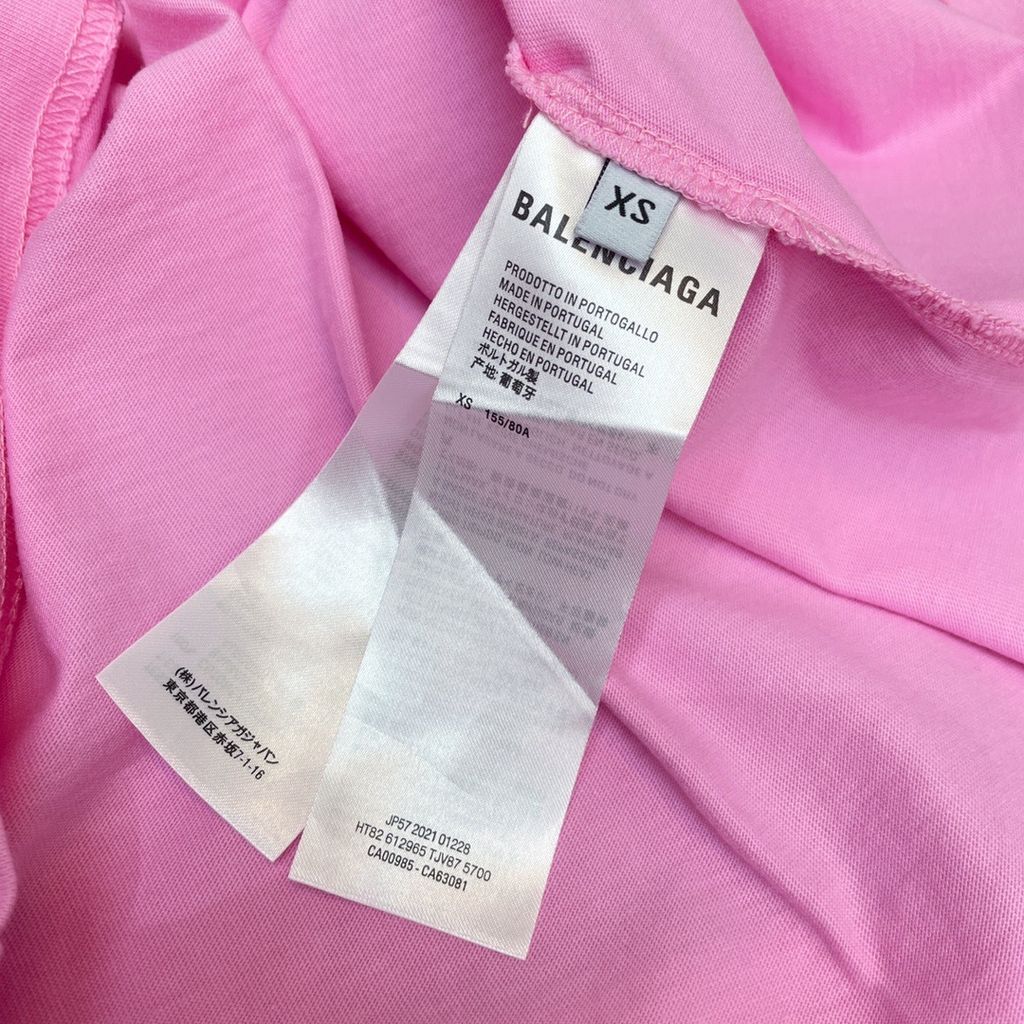 XS
BALENCIAGA
PRODOTTO IN PORTOGALLO
MADE IN PORTUGAL
HERGESTELLT IN PORTUGAL
FABRIQUE EN PORTUGAL
HECHO EN PORTUGAL
ポルトガル製
产地: 葡萄牙
XS 155/80A
(株)バレンシアガジャパン
東京都港区赤坂7-1-16
JP57 2021 01228
HT82 612965 TJV87 5700
CA00985 - CA63081